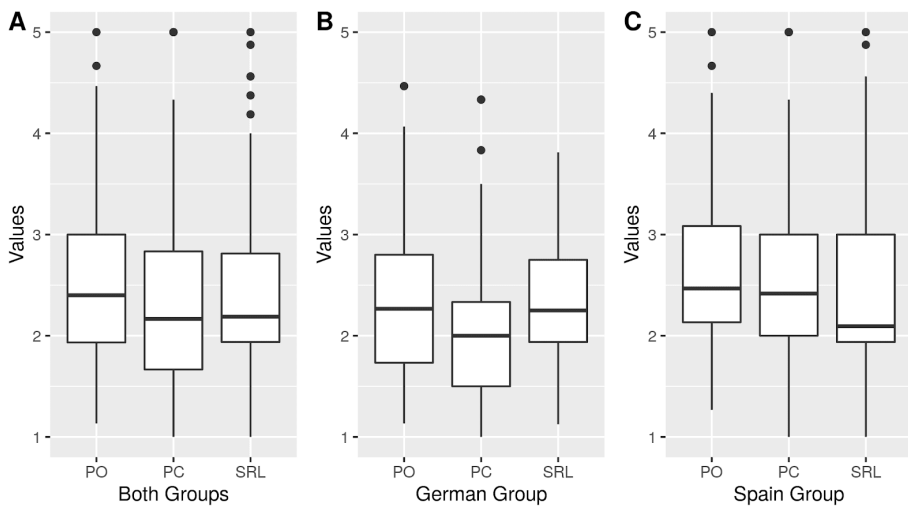 A
Values
5
4
3
2
1
PO PC SRL
Both Groups
B
Values
5
4
3
2
1
PO PC SRL
German Group
C
Values
5
4
3
2
1
PO PC SRL
Spain Group